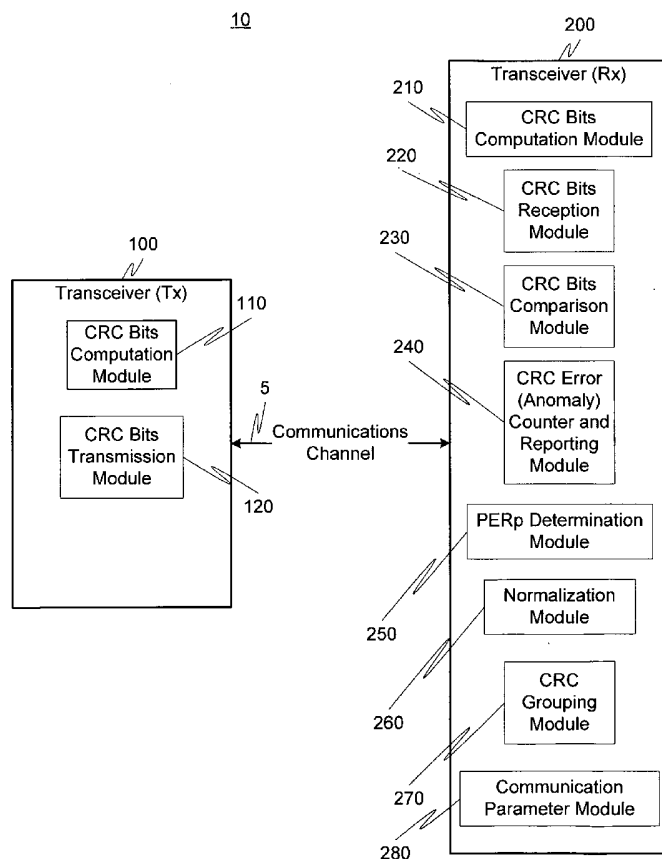 10
200
Transceiver (Rx)
210
CRC Bits
Computation Module
220
CRC Bits
Reception
Module
230
CRC Bits
Comparison
Module
240
CRC Error
(Anomaly)
Counter and
Reporting
Module
100
Transceiver (Tx)
110
CRC Bits
Computation
Module
CRC Bits
Transmission
Module
120
5
Communications
Channel
PERp Determination
Module
250
Normalization
Module
260
CRC
Grouping
Module
270
Communication
Parameter Module
280